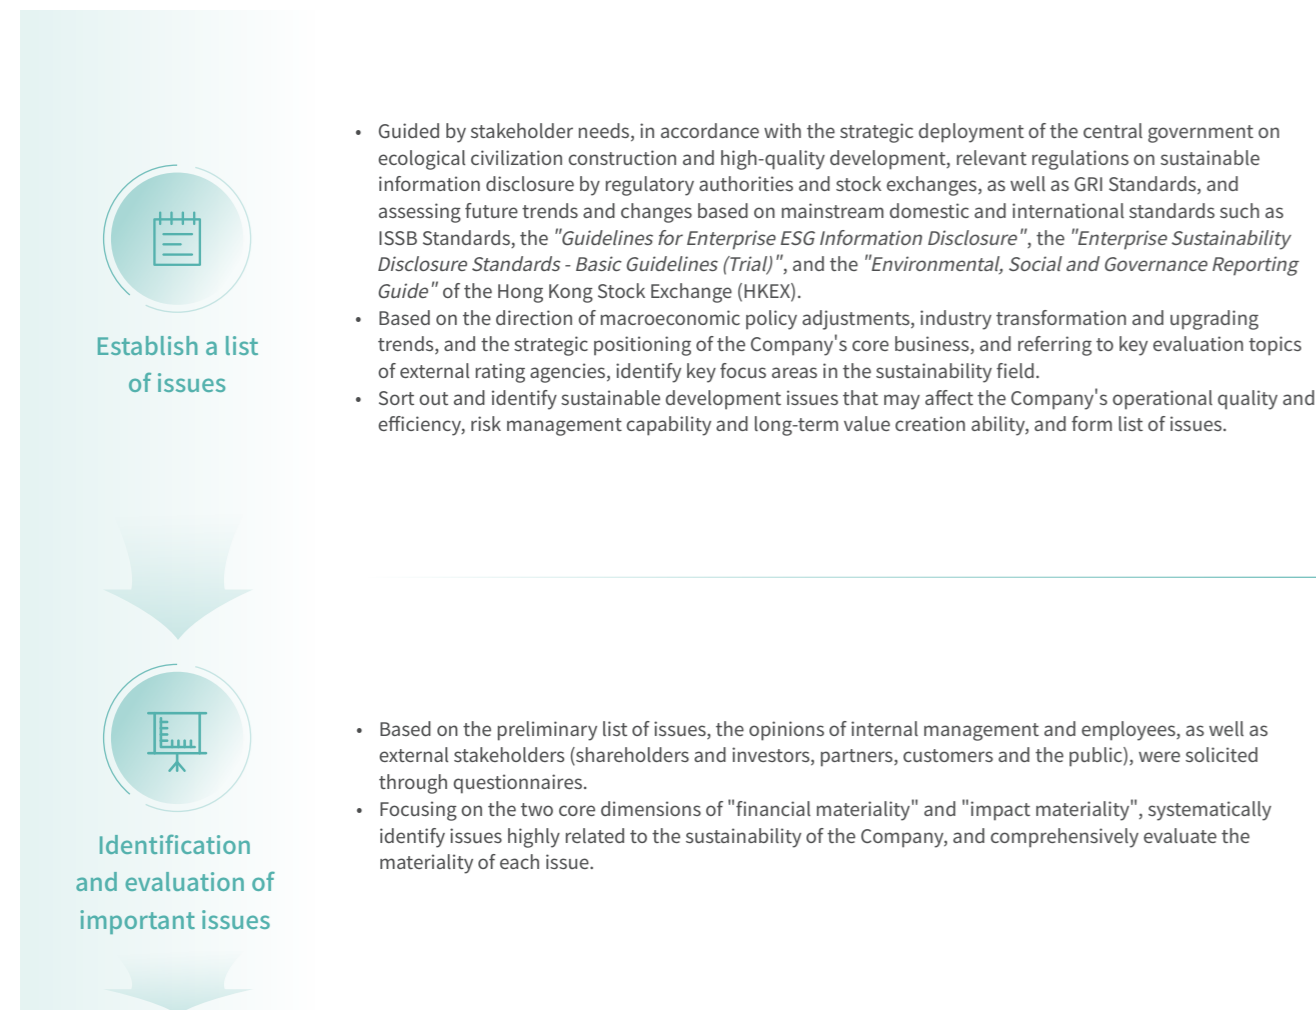 Establish a list
of issues
• Guided by stakeholder needs, in accordance with the strategic deployment of the central government on
ecological civilization construction and high-quality development, relevant regulations on sustainable
information disclosure by regulatory authorities and stock exchanges, as well as GRI Standards, and
assessing future trends and changes based on mainstream domestic and international standards such as
ISSB Standards, the "Guidelines for Enterprise ESG Information Disclosure", the "Enterprise Sustainability
Disclosure Standards - Basic Guidelines (Trial)", and the "Environmental, Social and Governance Reporting
Guide" of the Hong Kong Stock Exchange (HKEX).
• Based on the direction of macroeconomic policy adjustments, industry transformation and upgrading
trends, and the strategic positioning of the Company's core business, and referring to key evaluation topics
of external rating agencies, identify key focus areas in the sustainability field.
• Sort out and identify sustainable development issues that may affect the Company's operational quality and
efficiency, risk management capability and long-term value creation ability, and form list of issues.
Identification
and evaluation of
important issues
• Based on the preliminary list of issues, the opinions of internal management and employees, as well as
external stakeholders (shareholders and investors, partners, customers and the public), were solicited
through questionnaires.
• Focusing on the two core dimensions of "financial materiality" and "impact materiality", systematically
identify issues highly related to the sustainability of the Company, and comprehensively evaluate the
materiality of each issue.